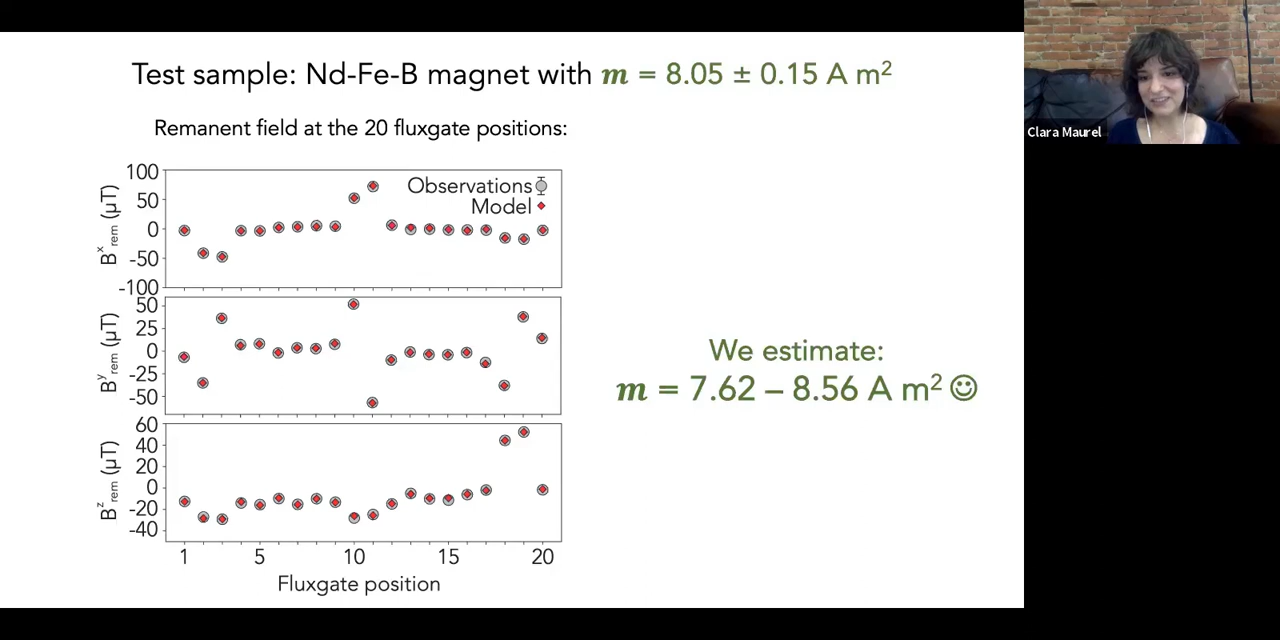 Test sample: Nd-Fe-B magnet with m = 8.05 ± 0.15 A m²
Clara Maurel
Remanent field at the 20 fluxgate positions:
100
50
0
-50
-100
Bˣrem (µT)
Observations
Model
50
25
0
-25
-50
Bʸrem (µT)
60
40
20
0
-20
-40
Bᶻrem (µT)
1 5 10 15 20
Fluxgate position
We estimate:
m = 7.62 – 8.56 A m² ☺